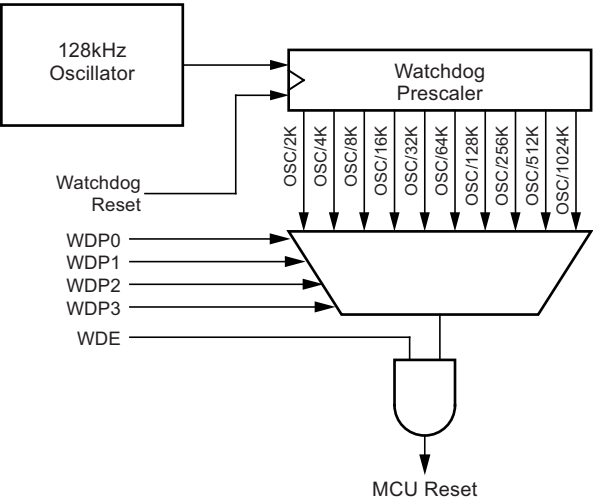 128kHz
Oscillator
Watchdog
Prescaler
OSC/2K
OSC/4K
OSC/8K
OSC/16K
OSC/32K
OSC/64K
OSC/128K
OSC/256K
OSC/512K
OSC/1024K
Watchdog
Reset
WDP0
WDP1
WDP2
WDP3
WDE
MCU Reset